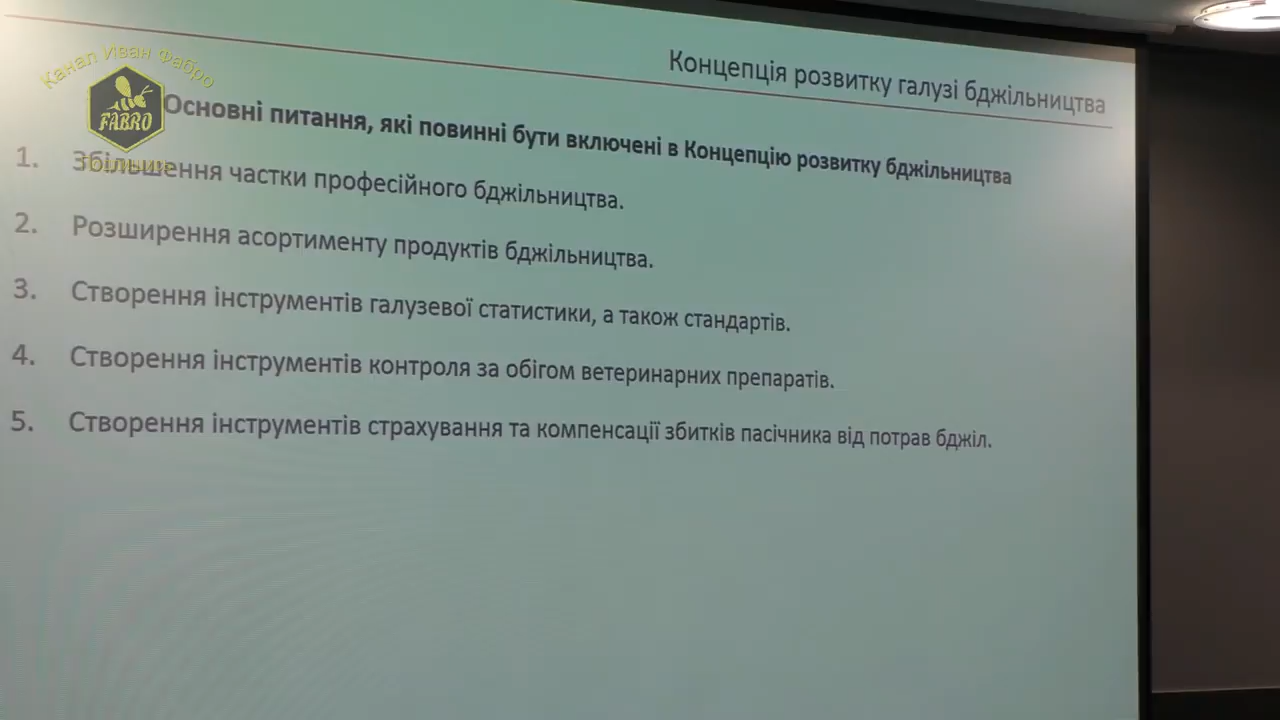 Концепція розвитку галузі бджільництва
Канал Иван Фабро
FABRO
Основні питання, які повинні бути включені в Концепцію розвитку бджільництва
1. Збільшення частки професійного бджільництва.
2. Розширення асортименту продуктів бджільництва.
3. Створення інструментів галузевої статистики, а також стандартів.
4. Створення інструментів контроля за обігом ветеринарних препаратів.
5. Створення інструментів страхування та компенсації збитків пасічника від потрав бджіл.